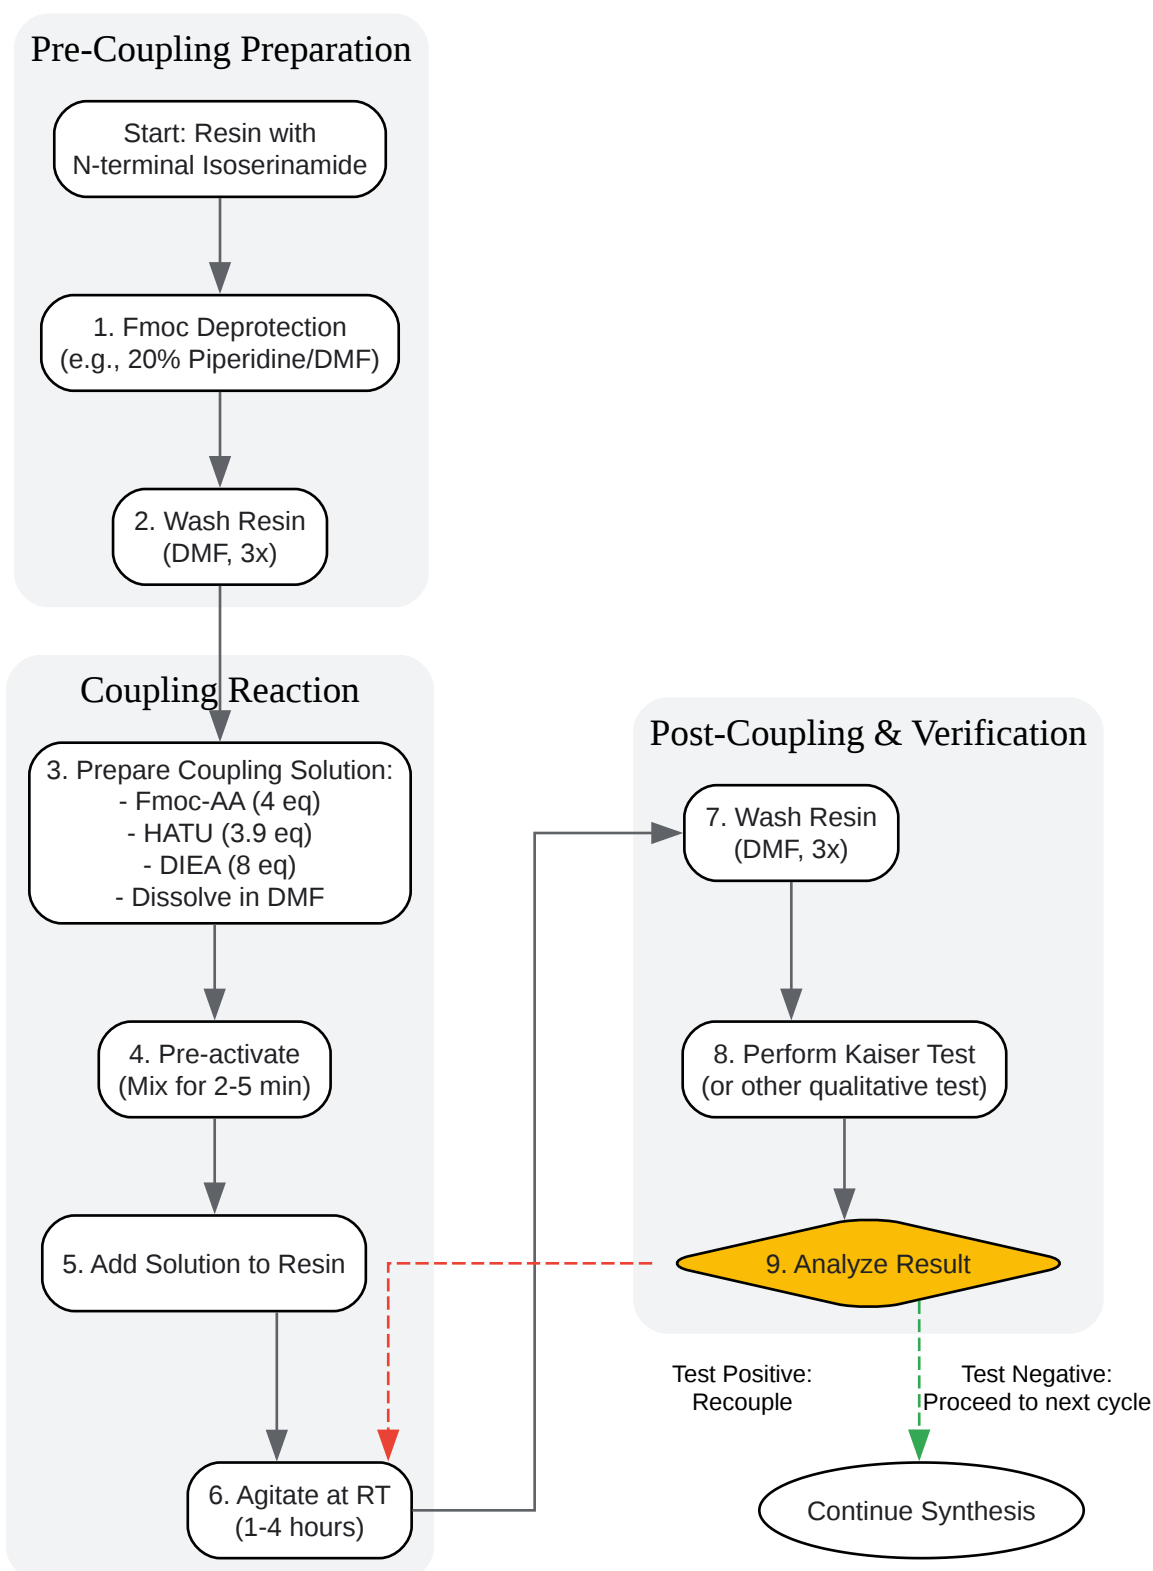 Pre-Coupling Preparation
Start: Resin with
N-terminal Isoserinamide
1. Fmoc Deprotection
(e.g., 20% Piperidine/DMF)
2. Wash Resin
(DMF, 3x)
Coupling Reaction
3. Prepare Coupling Solution:
- Fmoc-AA (4 eq)
- HATU (3.9 eq)
- DIEA (8 eq)
- Dissolve in DMF
4. Pre-activate
(Mix for 2-5 min)
5. Add Solution to Resin
6. Agitate at RT
(1-4 hours)
Post-Coupling & Verification
7. Wash Resin
(DMF, 3x)
8. Perform Kaiser Test
(or other qualitative test)
9. Analyze Result
Test Positive:
Recouple
Test Negative:
Proceed to next cycle
Continue Synthesis